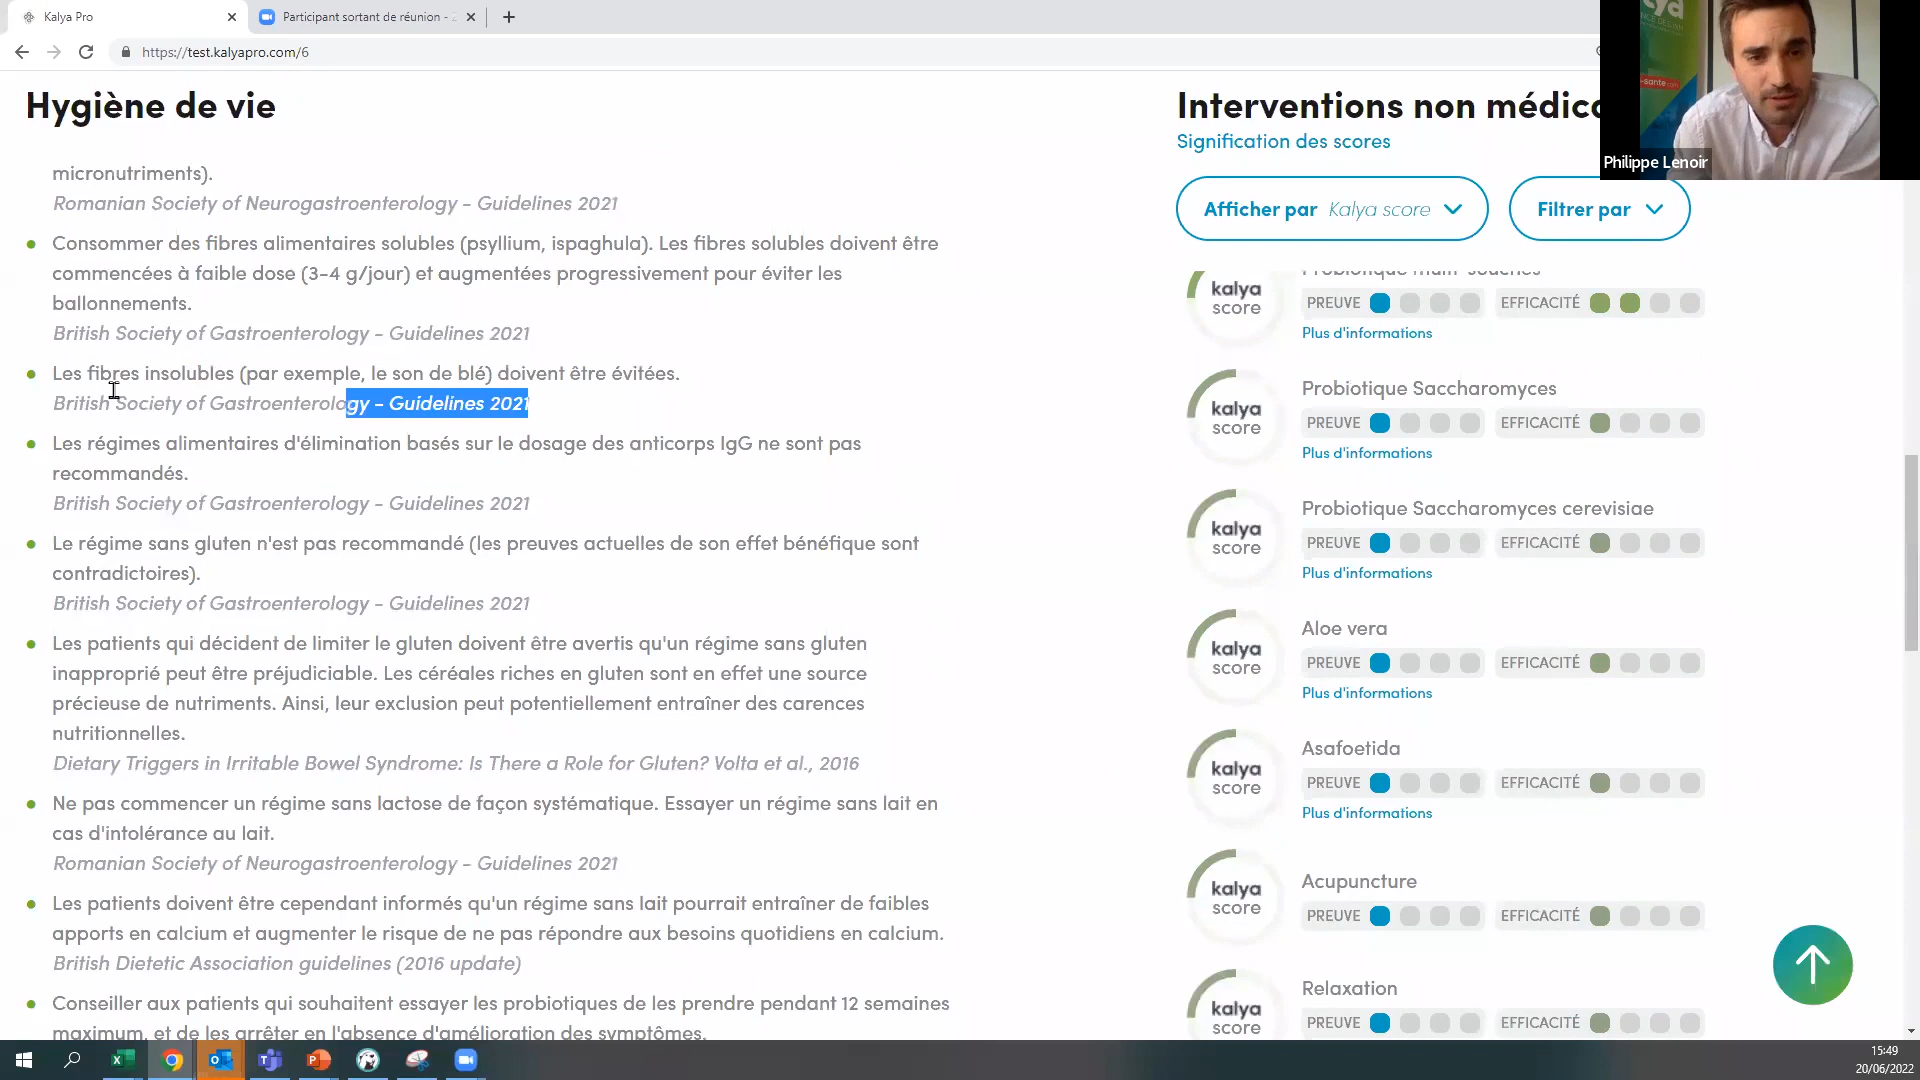 Kalya Pro
Participant sortant de réunion -
https://test.kalyapro.com/6
Hygiène de vie
micronutriments).
Romanian Society of Neurogastroenterology - Guidelines 2021
Consommer des fibres alimentaires solubles (psyllium, ispaghula). Les fibres solubles doivent être
commencées à faible dose (3-4 g/jour) et augmentées progressivement pour éviter les
ballonnements.
British Society of Gastroenterology - Guidelines 2021
Les fibres insolubles (par exemple, le son de blé) doivent être évitées.
British Society of Gastroenterology - Guidelines 2021
Les régimes alimentaires d'élimination basés sur le dosage des anticorps IgG ne sont pas
recommandés.
British Society of Gastroenterology - Guidelines 2021
Le régime sans gluten n'est pas recommandé (les preuves actuelles de son effet bénéfique sont
contradictoires).
British Society of Gastroenterology - Guidelines 2021
Les patients qui décident de limiter le gluten doivent être avertis qu'un régime sans gluten
inapproprié peut être préjudiciable. Les céréales riches en gluten sont en effet une source
précieuse de nutriments. Ainsi, leur exclusion peut potentiellement entraîner des carences
nutritionnelles.
Dietary Triggers in Irritable Bowel Syndrome: Is There a Role for Gluten? Volta et al., 2016
Ne pas commencer un régime sans lactose de façon systématique. Essayer un régime sans lait en
cas d'intolérance au lait.
Romanian Society of Neurogastroenterology - Guidelines 2021
Les patients doivent être cependant informés qu'un régime sans lait pourrait entraîner de faibles
apports en calcium et augmenter le risque de ne pas répondre aux besoins quotidiens en calcium.
British Dietetic Association guidelines (2016 update)
Conseiller aux patients qui souhaitent essayer les probiotiques de les prendre pendant 12 semaines
maximum, et de les arrêter en l'absence d'amélioration des symptômes.
Interventions non médic
Signification des scores
Afficher par Kalya score
Filtrer par
Probiotique multi-souches
kalya score
PREUVE EFFICACITÉ
Plus d'informations
Probiotique Saccharomyces
kalya score
PREUVE EFFICACITÉ
Plus d'informations
Probiotique Saccharomyces cerevisiae
kalya score
PREUVE EFFICACITÉ
Plus d'informations
Aloe vera
kalya score
PREUVE EFFICACITÉ
Plus d'informations
Asafoetida
kalya score
PREUVE EFFICACITÉ
Plus d'informations
Acupuncture
kalya score
PREUVE EFFICACITÉ
Relaxation
kalya score
PREUVE EFFICACITÉ
Philippe Lenoir
15:49
20/06/2022